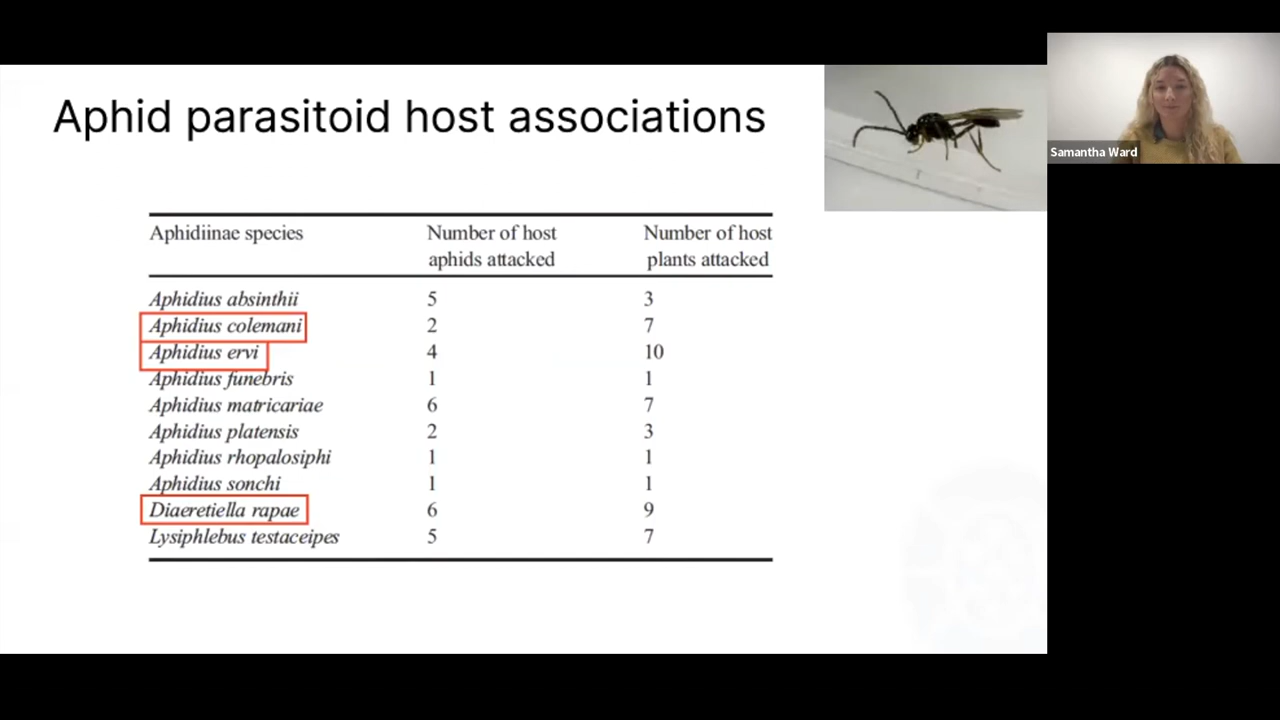 Aphid parasitoid host associations
Samantha Ward
Aphidiinae species Number of host aphids attacked Number of host plants attacked
Aphidius absinthii 5 3
Aphidius colemani 2 7
Aphidius ervi 4 10
Aphidius funebris 1 1
Aphidius matricariae 6 7
Aphidius platensis 2 3
Aphidius rhopalosiphi 1 1
Aphidius sonchi 1 1
Diaeretiella rapae 6 9
Lysiphlebus testaceipes 5 7